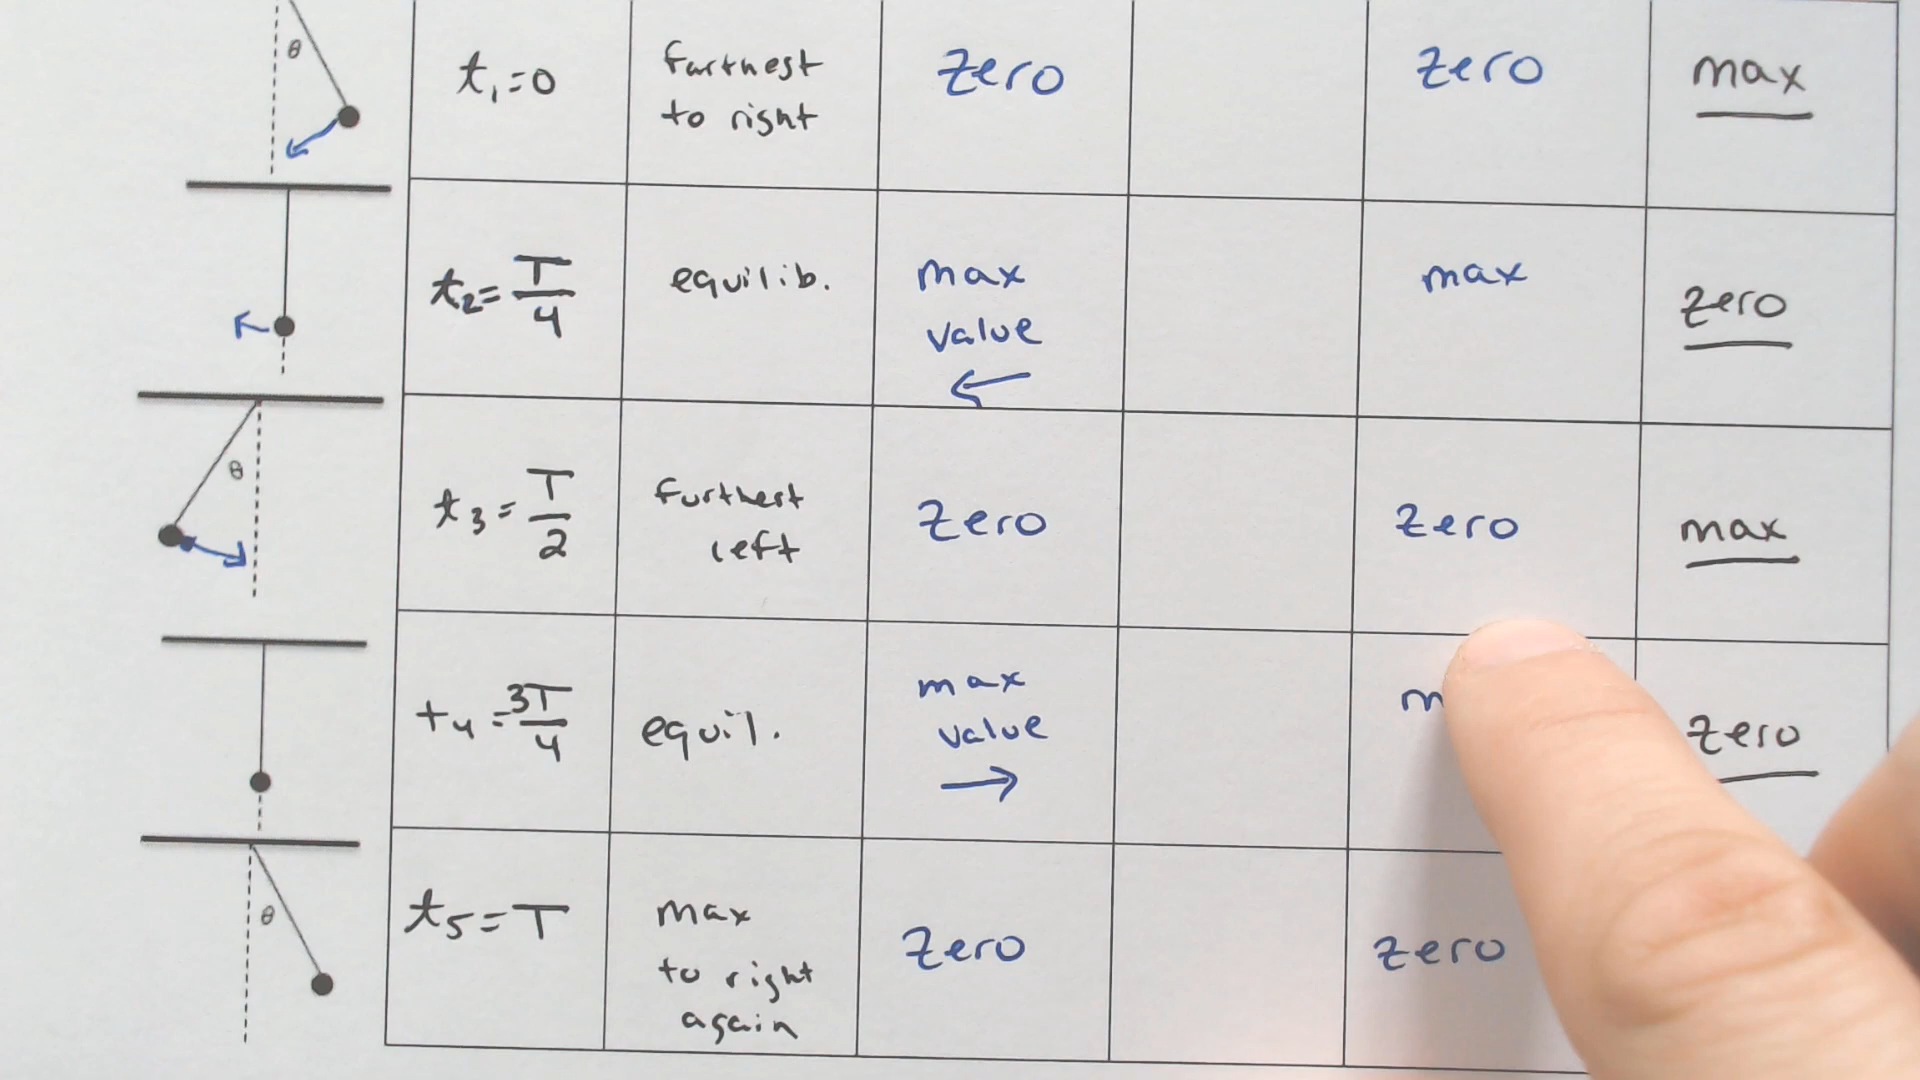 θ
t₁=0
farthest
to right
zero
zero
max
t₂=T/4
equilib.
max
value
←
max
zero
θ
t₃=T/2
furthest
left
zero
zero
max
t₄=3T/4
equil.
max
value
→
zero
θ
t₅=T
max
to right
again
zero
zero